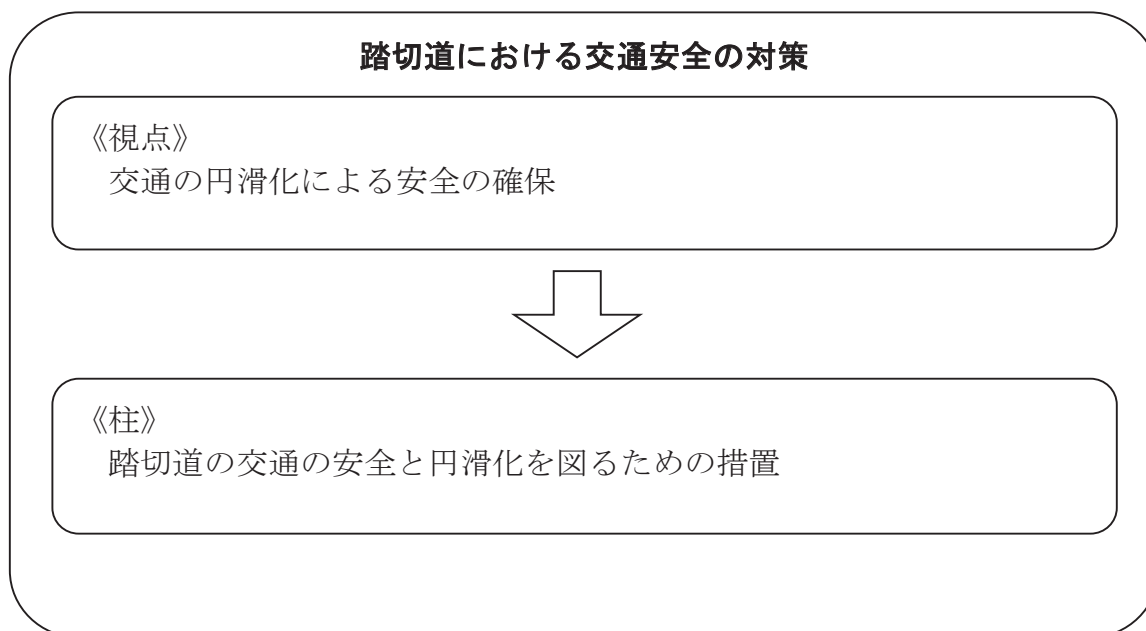 踏切道における交通安全の対策
《視点》
交通の円滑化による安全の確保
《柱》
踏切道の交通の安全と円滑化を図るための措置